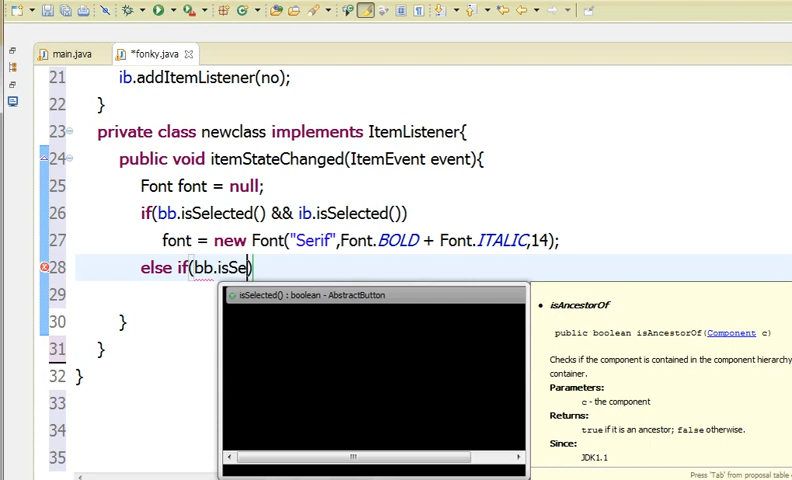 main.java
*fonky.java
21 ib.addItemListener(no);
22 }
23 private class newclass implements ItemListener{
24 public void itemStateChanged(ItemEvent event){
25 Font font = null;
26 if(bb.isSelected() && ib.isSelected())
27 font = new Font("Serif",Font.BOLD + Font.ITALIC,14);
28 else if(bb.isSe)
29
30 }
31 }
32 }
33
34
35
isSelected() : boolean - AbstractButton
isAncestorOf
public boolean isAncestorOf(Component c)
Checks if the component is contained in the component hierarchy
container.
Parameters:
c - the component
Returns:
true if it is an ancestor; false otherwise.
Since:
JDK1.1
Press 'Tab' from proposal table